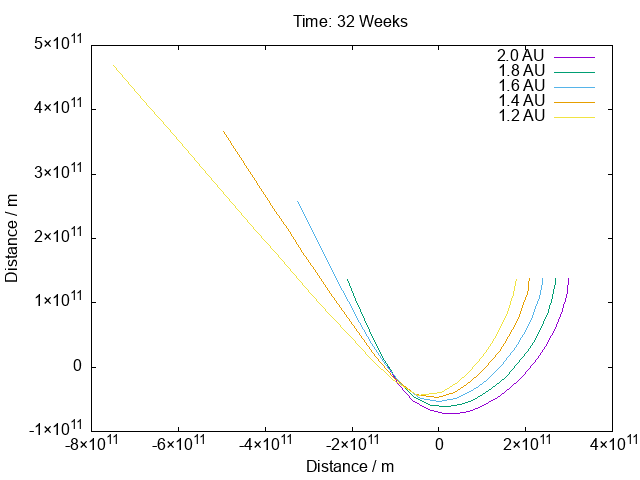 Time: 32 Weeks
5×10¹¹
4×10¹¹
3×10¹¹
2×10¹¹
1×10¹¹
0
-1×10¹¹
Distance / m
2.0 AU
1.8 AU
1.6 AU
1.4 AU
1.2 AU
-8×10¹¹ -6×10¹¹ -4×10¹¹ -2×10¹¹ 0 2×10¹¹ 4×10¹¹
Distance / m